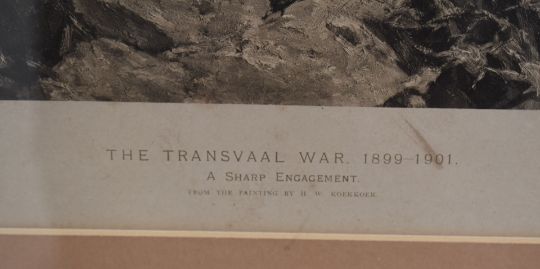 THE TRANSVAAL WAR. 1899-1901.
A SHARP ENGAGEMENT.
FROM THE PAINTING BY H. W. KOEKKOEK.